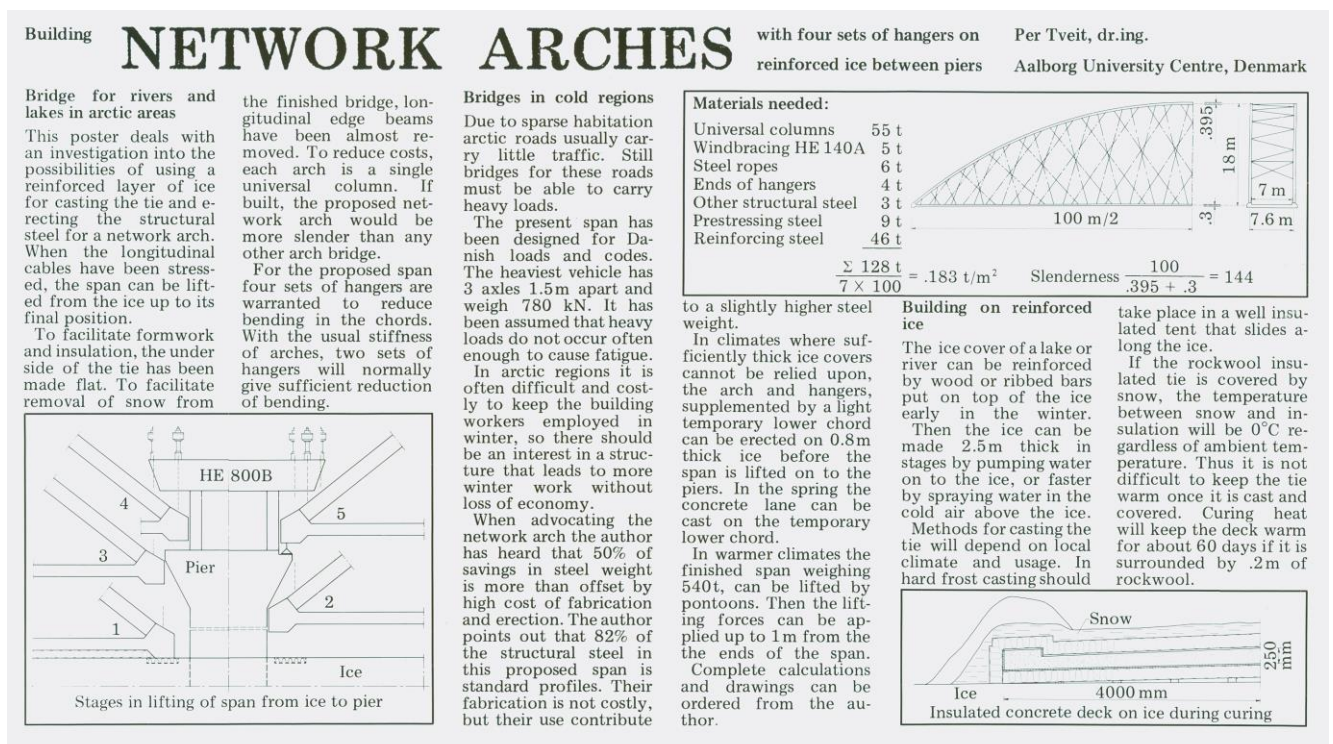 Building
NETWORK ARCHES
with four sets of hangers on
reinforced ice between piers
Per Tveit, dr.ing.
Aalborg University Centre, Denmark
Bridge for rivers and
lakes in arctic areas
This poster deals with
an investigation into the
possibilities of using a
reinforced layer of ice
for casting the tie and e-
recting the structural
steel for a network arch.
When the longitudinal
cables have been stress-
ed, the span can be lift-
ed from the ice up to its
final position.
To facilitate formwork
and insulation, the under
side of the tie has been
made flat. To facilitate
removal of snow from
the finished bridge, lon-
gitudinal edge beams
have been almost re-
moved. To reduce costs,
each arch is a single
universal column. If
built, the proposed net-
work arch would be
more slender than any
other arch bridge.
For the proposed span
four sets of hangers are
warranted to reduce
bending in the chords.
With the usual stiffness
of arches, two sets of
hangers will normally
give sufficient reduction
of bending.
HE 800B
4
5
3
Pier
2
1
Ice
Stages in lifting of span from ice to pier
Bridges in cold regions
Due to sparse habitation
arctic roads usually car-
ry little traffic. Still
bridges for these roads
must be able to carry
heavy loads.
The present span has
been designed for Da-
nish loads and codes.
The heaviest vehicle has
3 axles 1.5m apart and
weigh 780 kN. It has
been assumed that heavy
loads do not occur often
enough to cause fatigue.
In arctic regions it is
often difficult and cost-
ly to keep the building
workers employed in
winter, so there should
be an interest in a struc-
ture that leads to more
winter work without
loss of economy.
When advocating the
network arch the author
has heard that 50% of
savings in steel weight
is more than offset by
high cost of fabrication
and erection. The author
points out that 82% of
the structural steel in
this proposed span is
standard profiles. Their
fabrication is not costly,
but their use contribute
Materials needed:
Universal columns 55 t
Windbracing HE 140A 5 t
Steel ropes 6 t
Ends of hangers 4 t
Other structural steel 3 t
Prestressing steel 9 t
Reinforcing steel 46 t
Σ 128 t
7 × 100
= .183 t/m²
Slenderness
100
.395 + .3
= 144
.395
18 m
.3
100 m/2
7 m
7.6 m
to a slightly higher steel
weight.
In climates where suf-
ficiently thick ice covers
cannot be relied upon,
the arch and hangers,
supplemented by a light
temporary lower chord
can be erected on 0.8m
thick ice before the
span is lifted on to the
piers. In the spring the
concrete lane can be
cast on the temporary
lower chord.
In warmer climates the
finished span weighing
540t, can be lifted by
pontoons. Then the lift-
ing forces can be ap-
plied up to 1m from the
the ends of the span.
Complete calculations
and drawings can be
ordered from the au-
thor.
Building on reinforced
ice
The ice cover of a lake or
river can be reinforced
by wood or ribbed bars
put on top of the ice
early in the winter.
Then the ice can be
made 2.5m thick in
stages by pumping water
on to the ice, or faster
by spraying water in the
cold air above the ice.
Methods for casting the
tie will depend on local
climate and usage. In
hard frost casting should
take place in a well insu-
lated tent that slides a-
long the ice.
If the rockwool insu-
lated tie is covered by
snow, the temperature
between snow and in-
sulation will be 0°C re-
gardless of ambient tem-
perature. Thus it is not
difficult to keep the tie
warm once it is cast and
covered. Curing heat
will keep the deck warm
for about 60 days if it is
surrounded by .2m of
rockwool.
Snow
250 mm
Ice
4000 mm
Insulated concrete deck on ice during curing